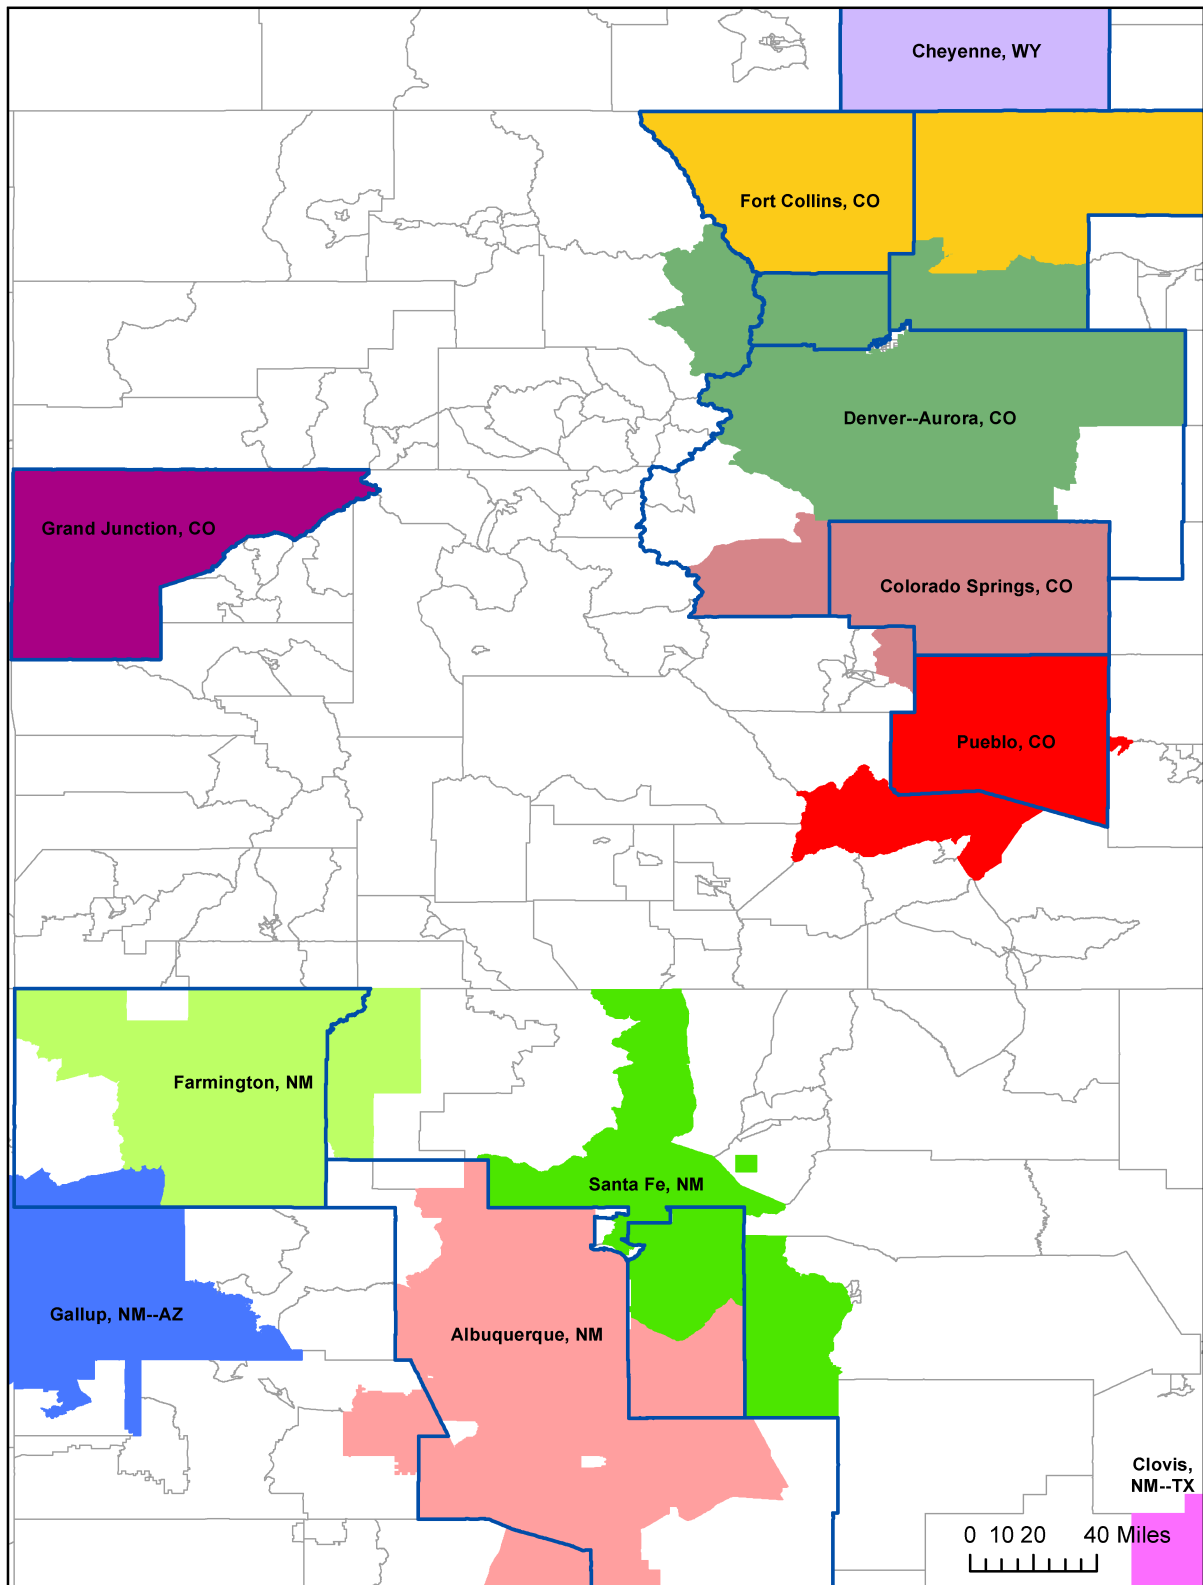 Cheyenne, WY
Fort Collins, CO
Denver--Aurora, CO
Grand Junction, CO
Colorado Springs, CO
Pueblo, CO
Farmington, NM
Santa Fe, NM
Gallup, NM--AZ
Albuquerque, NM
Clovis,
NM--TX
0 10 20 40 Miles